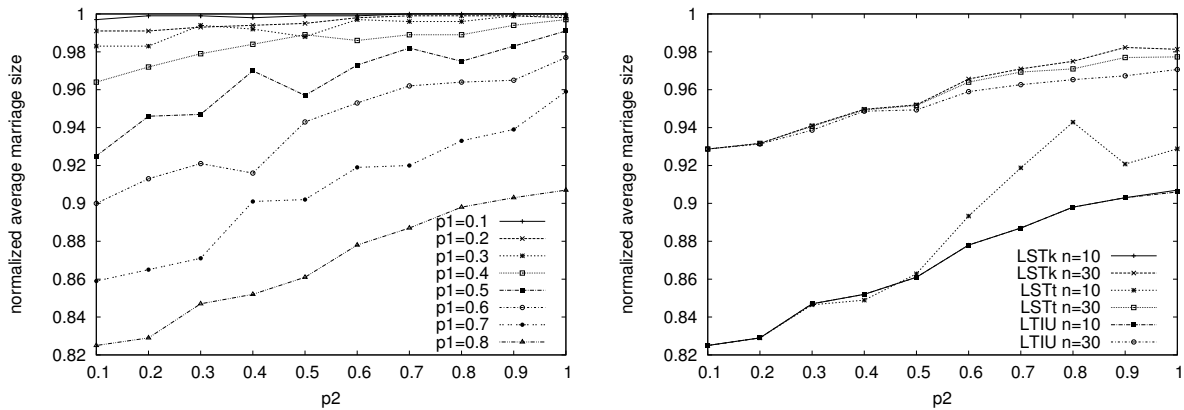 normalized average marriage size
1
0.98
0.96
0.94
0.92
0.9
0.88
0.86
0.84
0.82
p1=0.1
p1=0.2
p1=0.3
p1=0.4
p1=0.5
p1=0.6
p1=0.7
p1=0.8
0.1 0.2 0.3 0.4 0.5 0.6 0.7 0.8 0.9 1
p2
normalized average marriage size
1
0.98
0.96
0.94
0.92
0.9
0.88
0.86
0.84
0.82
LSTk n=10
LSTk n=30
LSTt n=10
LSTt n=30
LTIU n=10
LTIU n=30
0.1 0.2 0.3 0.4 0.5 0.6 0.7 0.8 0.9 1
p2